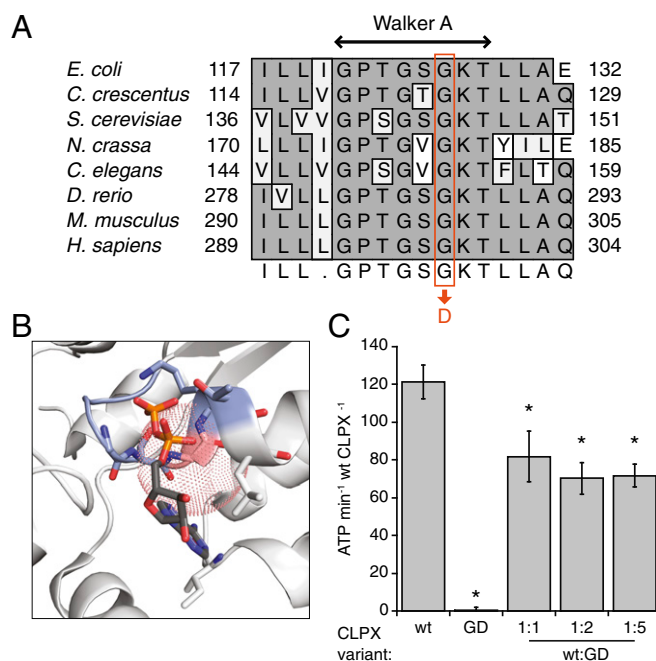 A
Walker A
E. coli 117 I L L I G P T G S G K T L L A E 132
C. crescentus 114 I L L V G P T G T G K T L L A Q 129
S. cerevisiae 136 V L V V G P S G S G K T L L A T 151
N. crassa 170 L L L I G P T G V G K T Y I L E 185
C. elegans 144 V L L V G P S G V G K T F L T Q 159
D. rerio 278 I V L L G P T G S G K T L L A Q 293
M. musculus 290 I L L L G P T G S G K T L L A Q 305
H. sapiens 289 I L L L G P T G S G K T L L A Q 304
I L L . G P T G S G K T L L A Q
D
B
C
ATP min⁻¹ wt CLPX ⁻¹
140
120
100
80
60
40
20
0
* * * *
CLPX variant:
wt GD 1:1 1:2 1:5
wt:GD